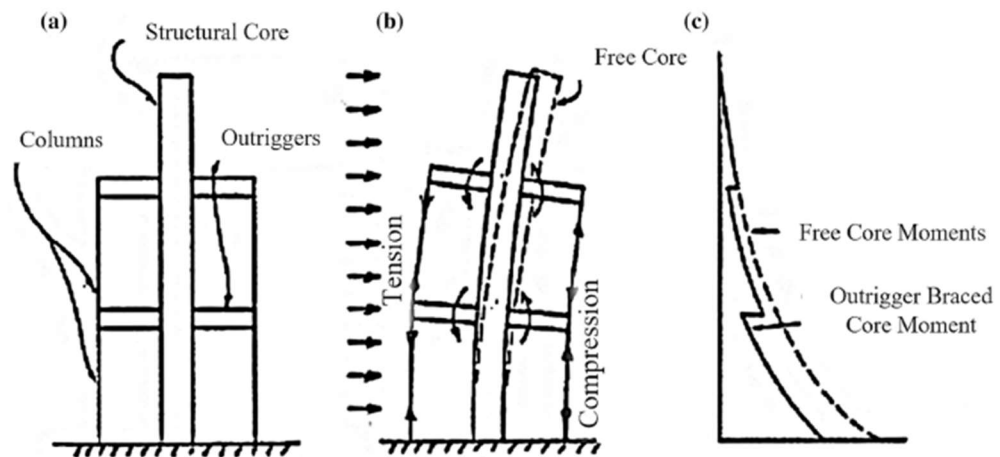 (a)
Structural Core
Columns
Outriggers
(b)
Free Core
Tension
Compression
(c)
Free Core Moments
Outrigger Braced
Core Moment